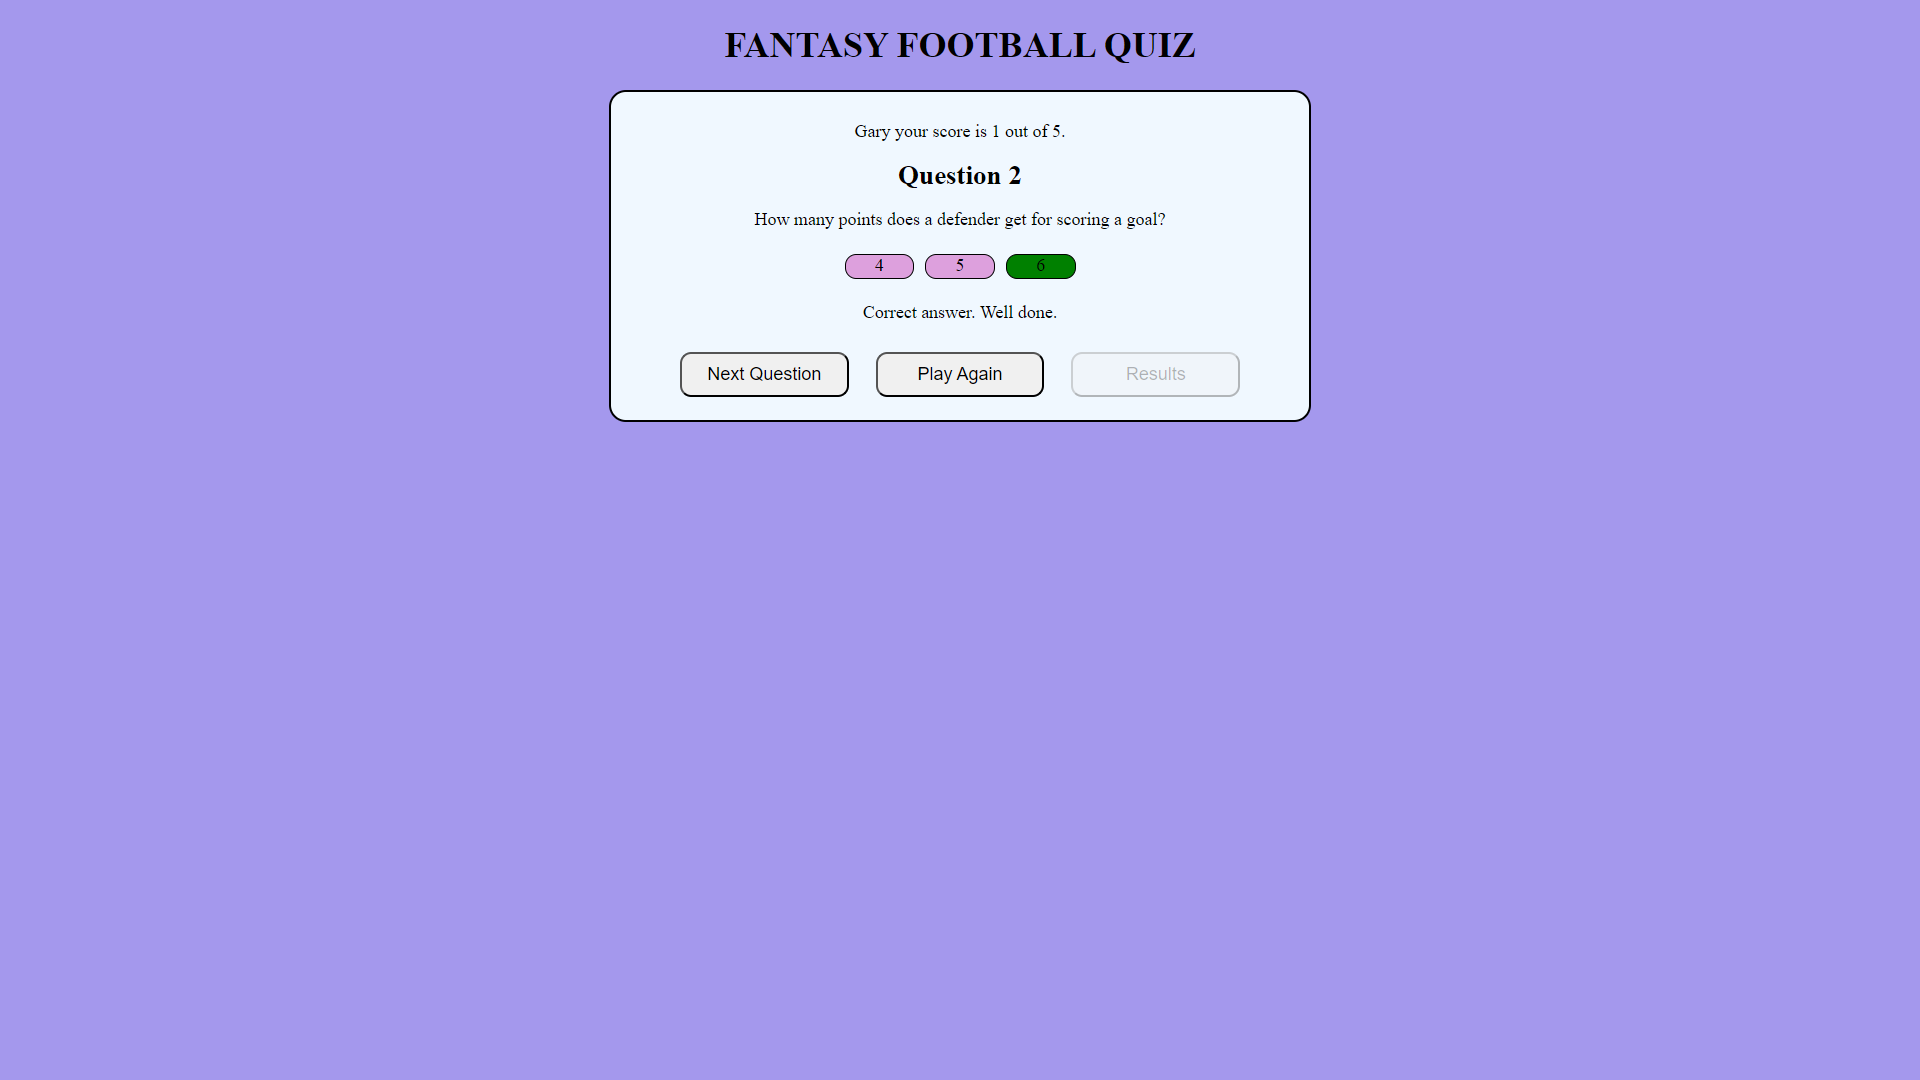 FANTASY FOOTBALL QUIZ
Gary your score is 1 out of 5.
Question 2
How many points does a defender get for scoring a goal?
4 5 6
Correct answer. Well done.
Next Question Play Again Results